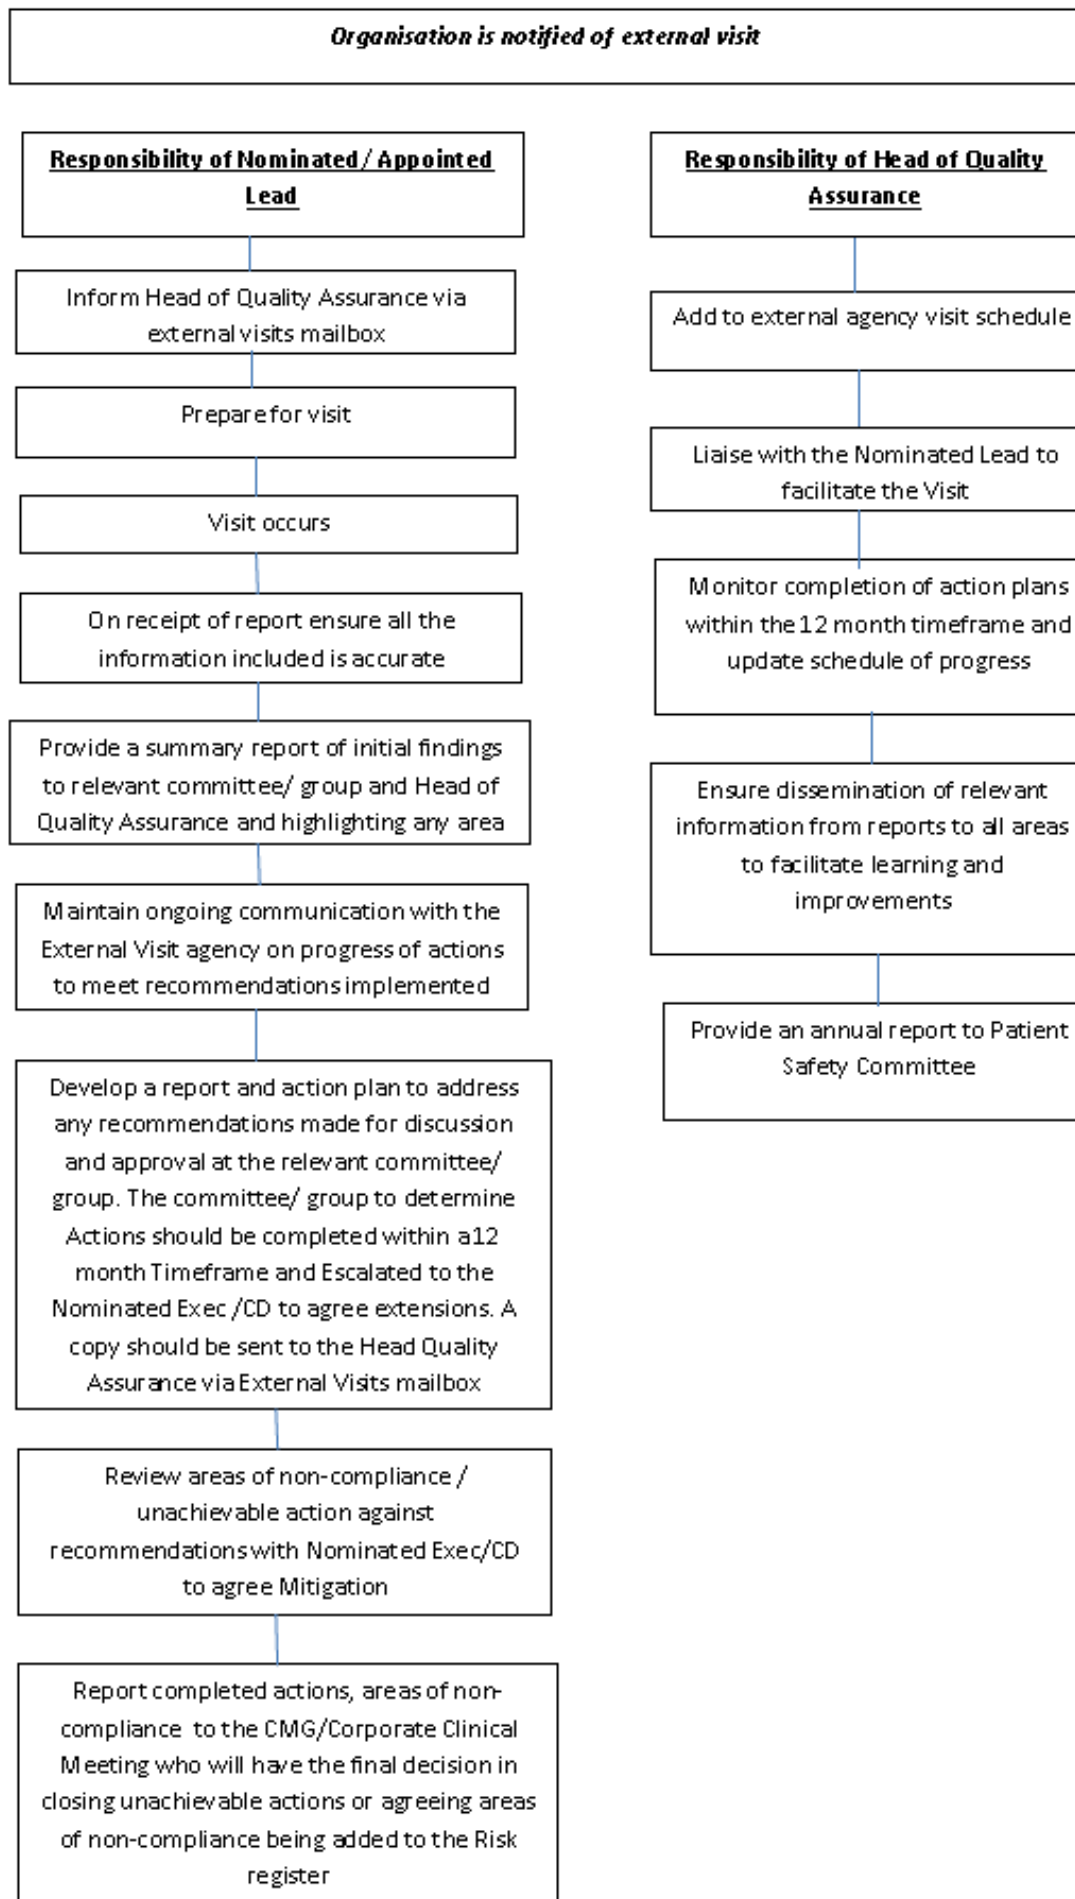 Organisation is notified of external visit
Responsibility of Nominated / Appointed
Lead
Inform Head of Quality Assurance via
external visits mailbox
Prepare for visit
Visit occurs
On receipt of report ensure all the
information included is accurate
Provide a summary report of initial findings
to relevant committee/ group and Head of
Quality Assurance and highlighting any area
Maintain ongoing communication with the
External Visit agency on progress of actions
to meet recommendations implemented
Develop a report and action plan to address
any recommendations made for discussion
and approval at the relevant committee/
group. The committee/ group to determine
Actions should be completed within a12
month Timeframe and Escalated to the
Nominated Exec /CD to agree extensions. A
copy should be sent to the Head Quality
Assurance via External Visits mailbox
Review areas of non-compliance /
unachievable action against
recommendations with Nominated Exec/CD
to agree Mitigation
Report completed actions, areas of non-
compliance to the CMG/Corporate Clinical
Meeting who will have the final decision in
closing unachievable actions or agreeing areas
of non-compliance being added to the Risk
register
Responsibility of Head of Quality
Assurance
Add to external agency visit schedule
Liaise with the Nominated Lead to
facilitate the Visit
Monitor completion of action plans
within the 12 month timeframe and
update schedule of progress
Ensure dissemination of relevant
information from reports to all areas
to facilitate learning and
improvements
Provide an annual report to Patient
Safety Committee